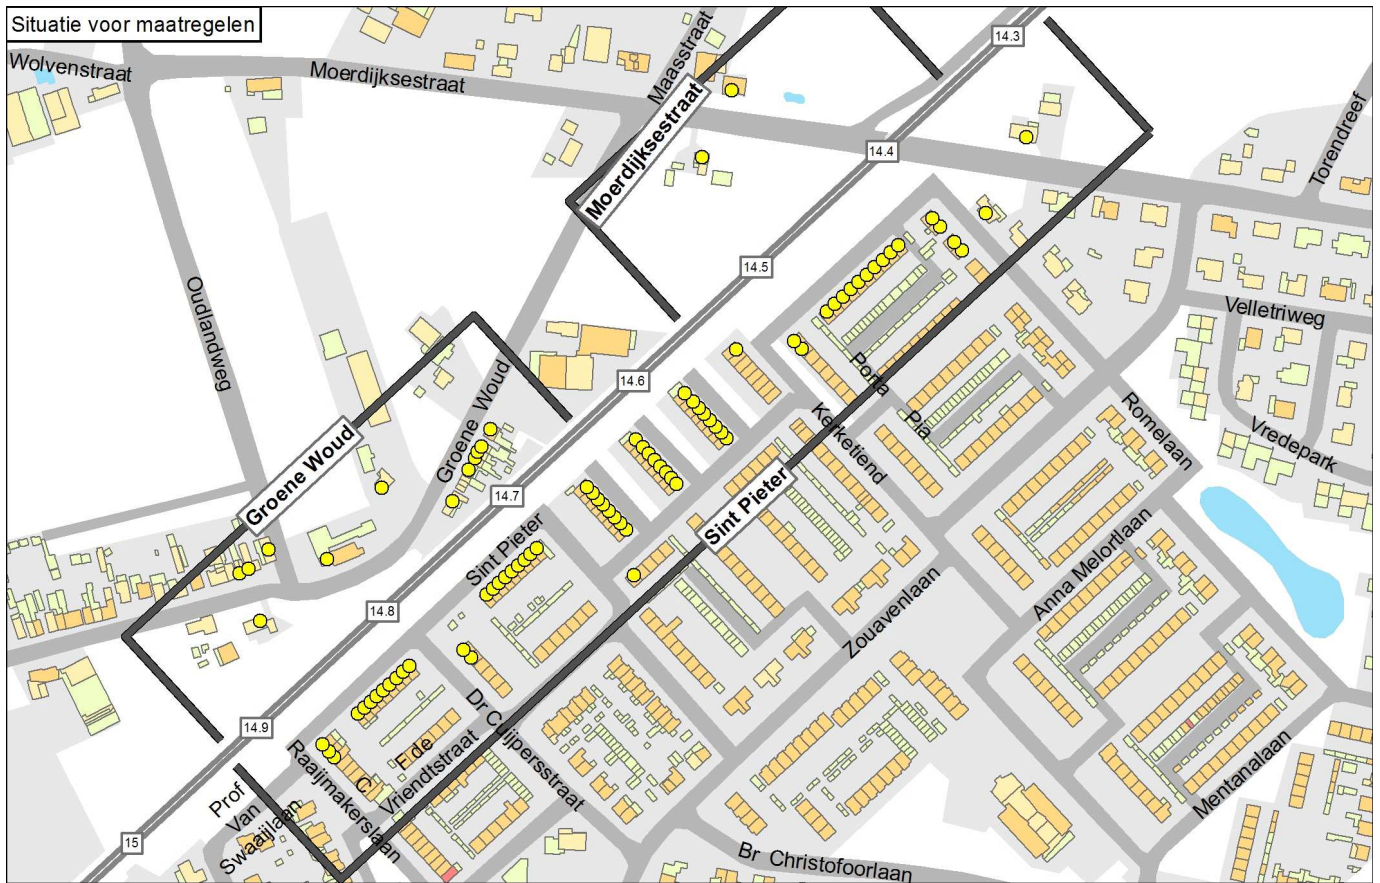 Situatie voor maatregelen
Wolvenstraat
Moerdijksestraat
Maasstraat
Moerdijksestraat
14.3
14.4
Torendreef
14.5
Oudlandweg
Velletriweg
14.6
Groene Woud
Porta
Pia
Kerketiend
Romelaan
Vredepark
Groene Woud
14.7
Sint Pieter
Sint Pieter
Anna Melortlaan
Zouavenlaan
14.8
14.9
Dr Cuijpersstraat
F de
C
Vriendtstraat
Raaijmakerslaan
Prof
Van
Swaaijlaan
Mentanalaan
15
Br Christofoorlaan